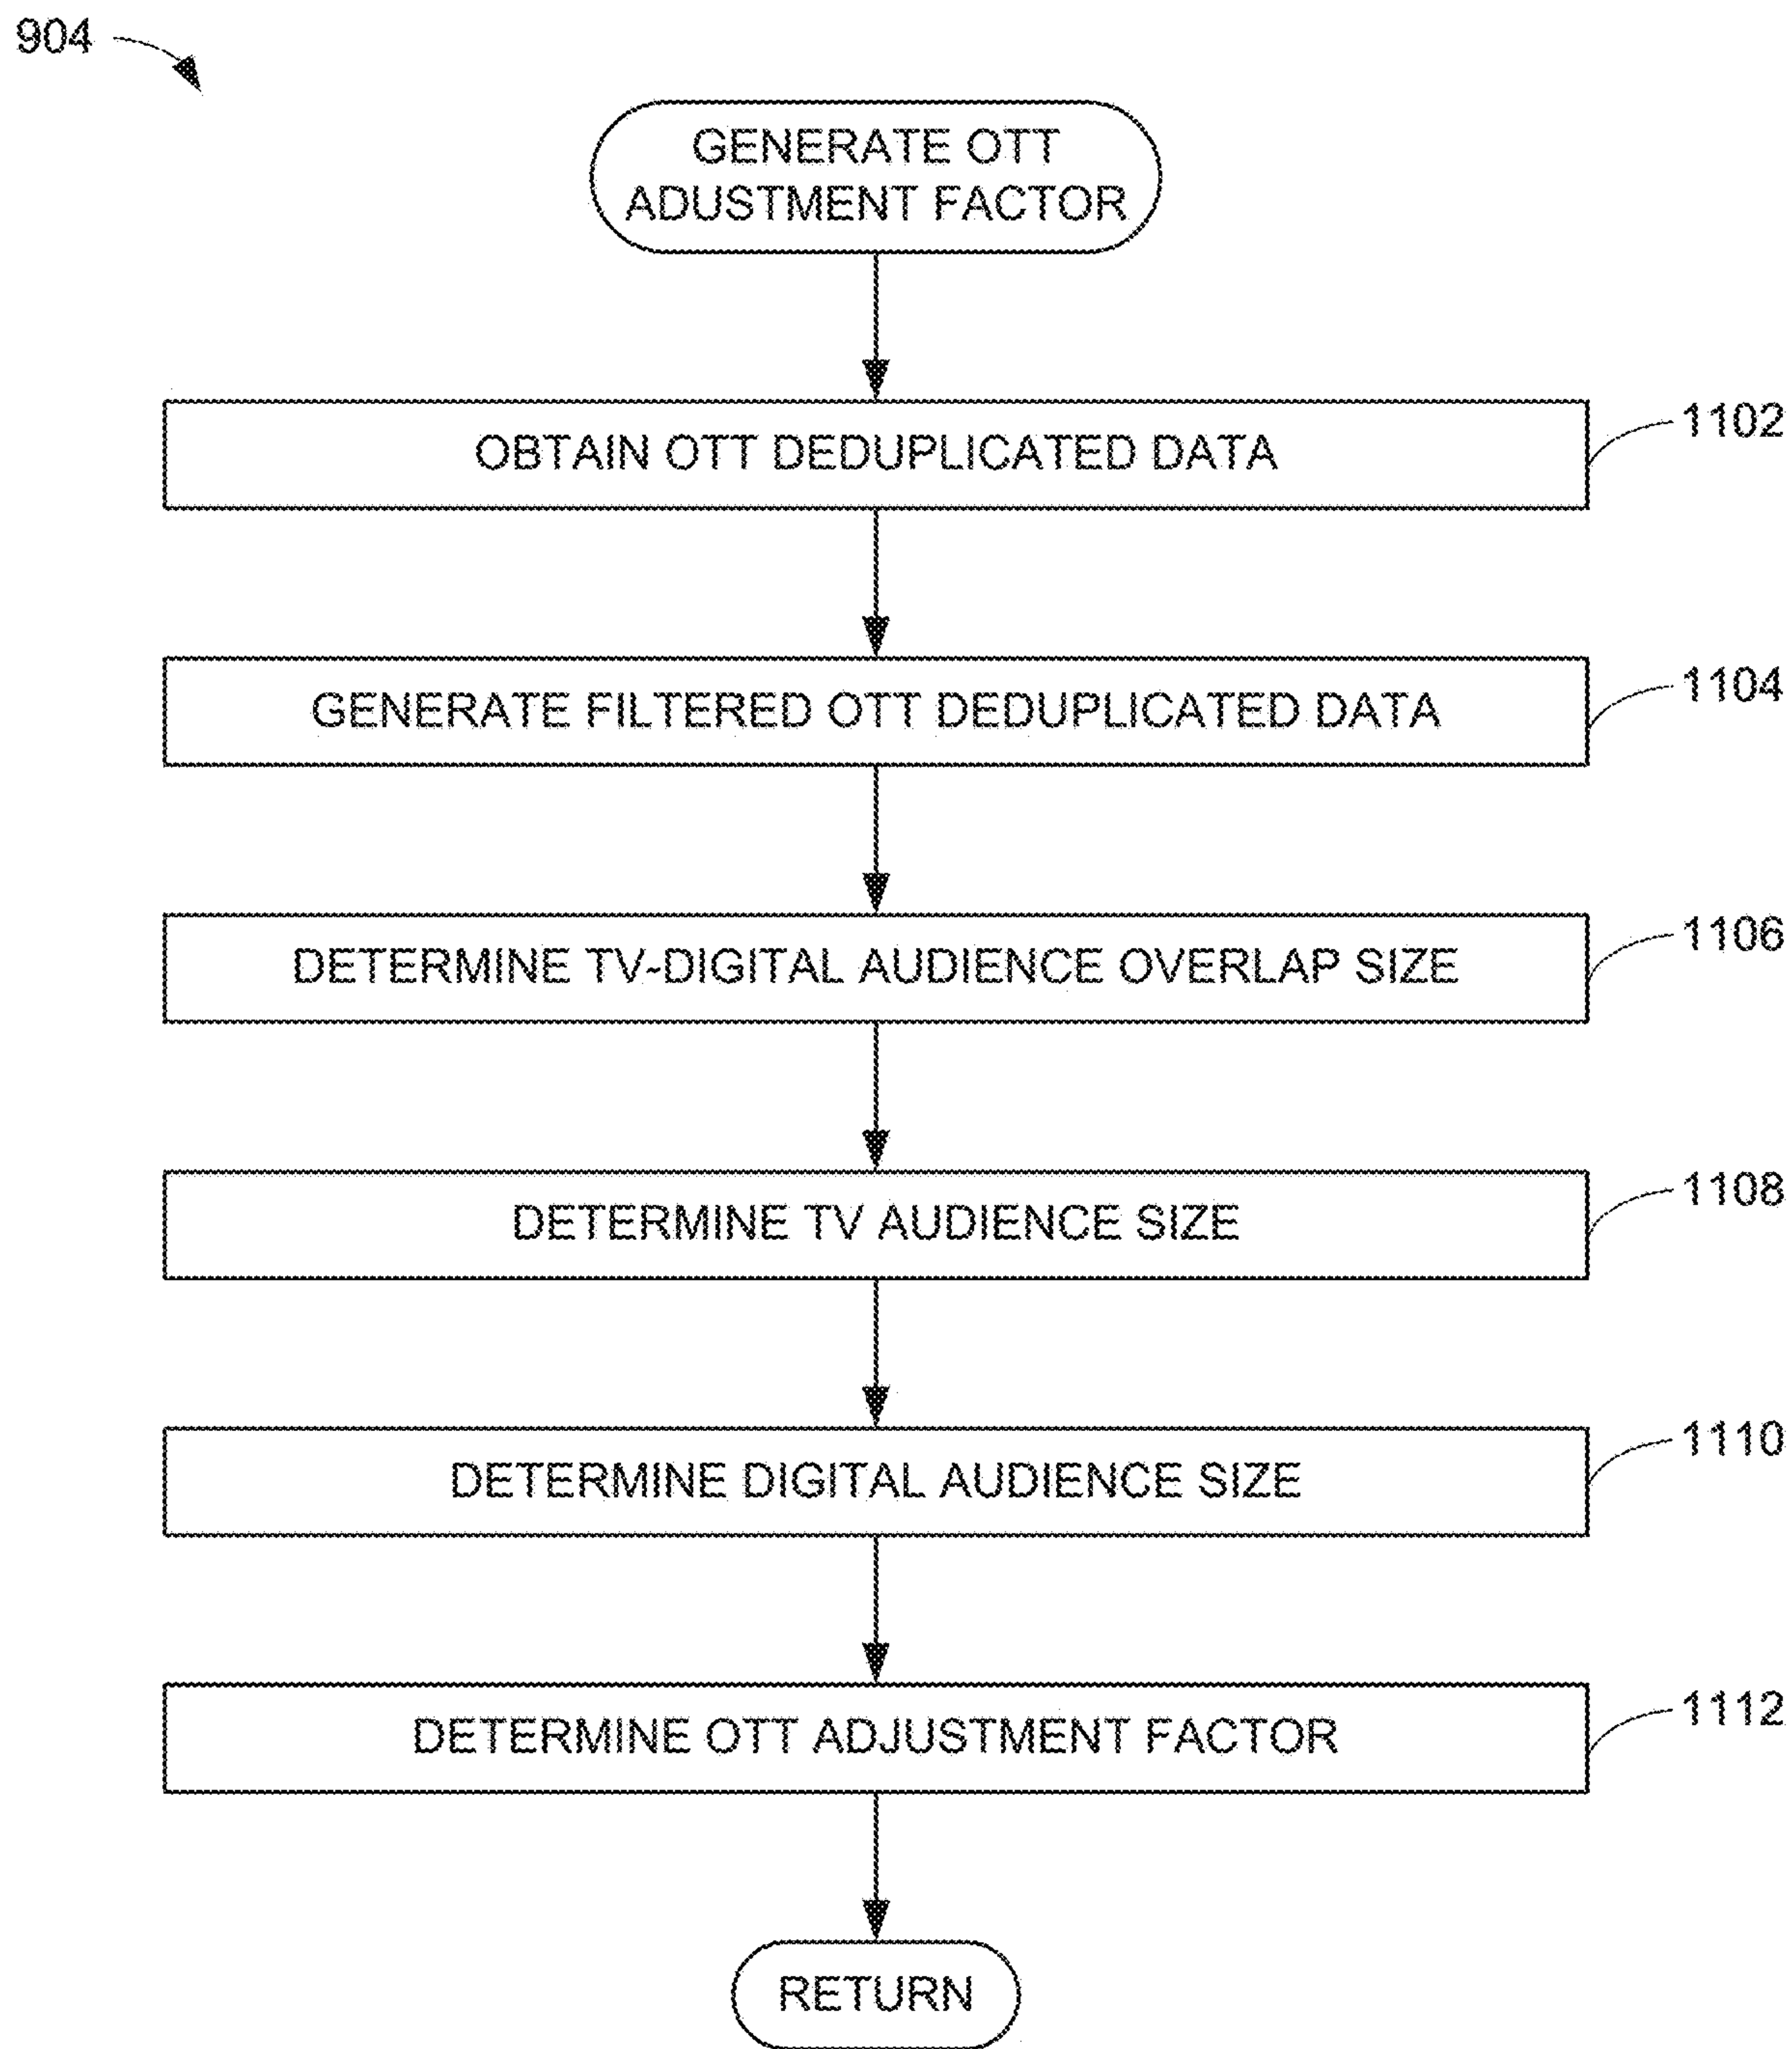 904
GENERATE OTT
ADUSTMENT FACTOR
OBTAIN OTT DEDUPLICATED DATA
1102
GENERATE FILTERED OTT DEDUPLICATED DATA
1104
DETERMINE TV-DIGITAL AUDIENCE OVERLAP SIZE
1106
DETERMINE TV AUDIENCE SIZE
1108
DETERMINE DIGITAL AUDIENCE SIZE
1110
DETERMINE OTT ADJUSTMENT FACTOR
1112
RETURN